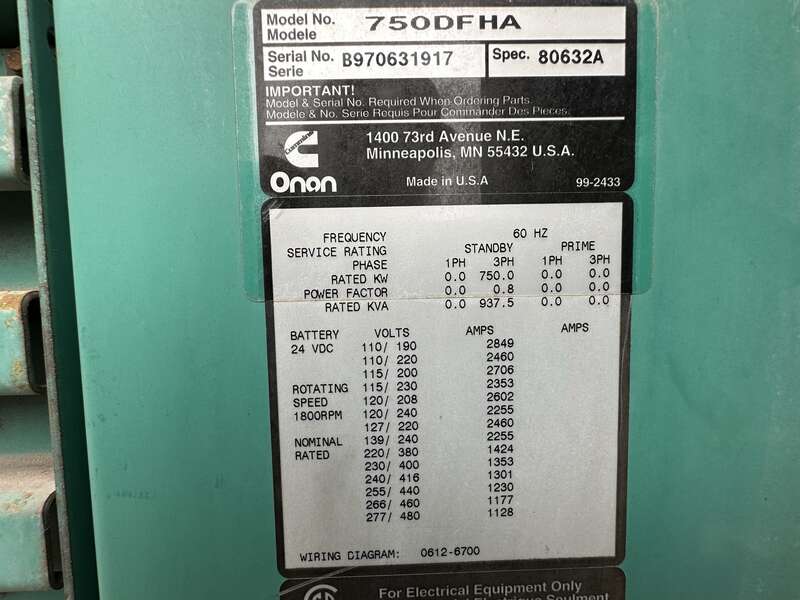 Model No. 750DFHA
Modele
Serial No. B970631917 Spec. 80632A
Serie
IMPORTANT!
Model & Serial No. Required When Ordering Parts.
Modele & No. Serie Requis Pour Commander Des Pieces.
Cummins
1400 73rd Avenue N.E.
Minneapolis, MN 55432 U.S.A.
Onan Made in U.S.A 99-2433
FREQUENCY 60 HZ
SERVICE RATING STANDBY PRIME
PHASE 1PH 3PH 1PH 3PH
RATED KW 0.0 750.0 0.0 0.0
POWER FACTOR 0.0 0.8 0.0 0.0
RATED KVA 0.0 937.5 0.0 0.0
BATTERY VOLTS AMPS AMPS
24 VDC 110/ 190 2849
110/ 220 2460
115/ 200 2706
ROTATING 115/ 230 2353
SPEED 120/ 208 2602
1800RPM 120/ 240 2255
127/ 220 2460
NOMINAL 139/ 240 2255
RATED 220/ 380 1424
230/ 400 1353
240/ 416 1301
255/ 440 1230
266/ 460 1177
277/ 480 1128
WIRING DIAGRAM: 0612-6700
For Electrical Equipment Only